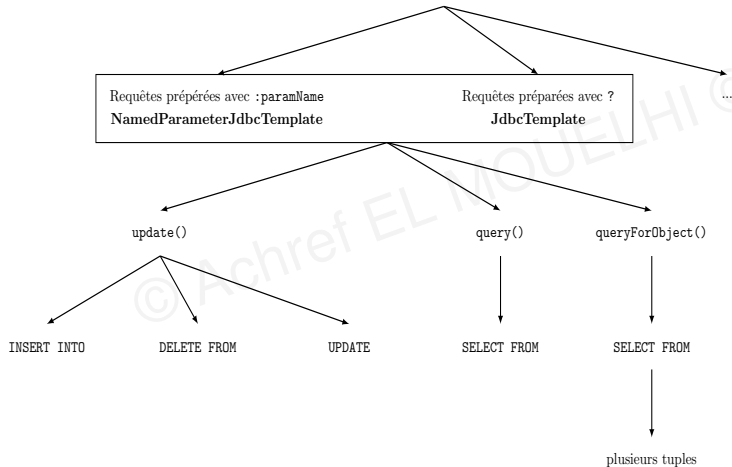 Requêtes prépérées avec :paramName
NamedParameterJdbcTemplate
Requêtes préparées avec ?
JdbcTemplate
...
update()
query()
queryForObject()
INSERT INTO
DELETE FROM
UPDATE
SELECT FROM
SELECT FROM
plusieurs tuples
© Achref EL MOUELHI ©